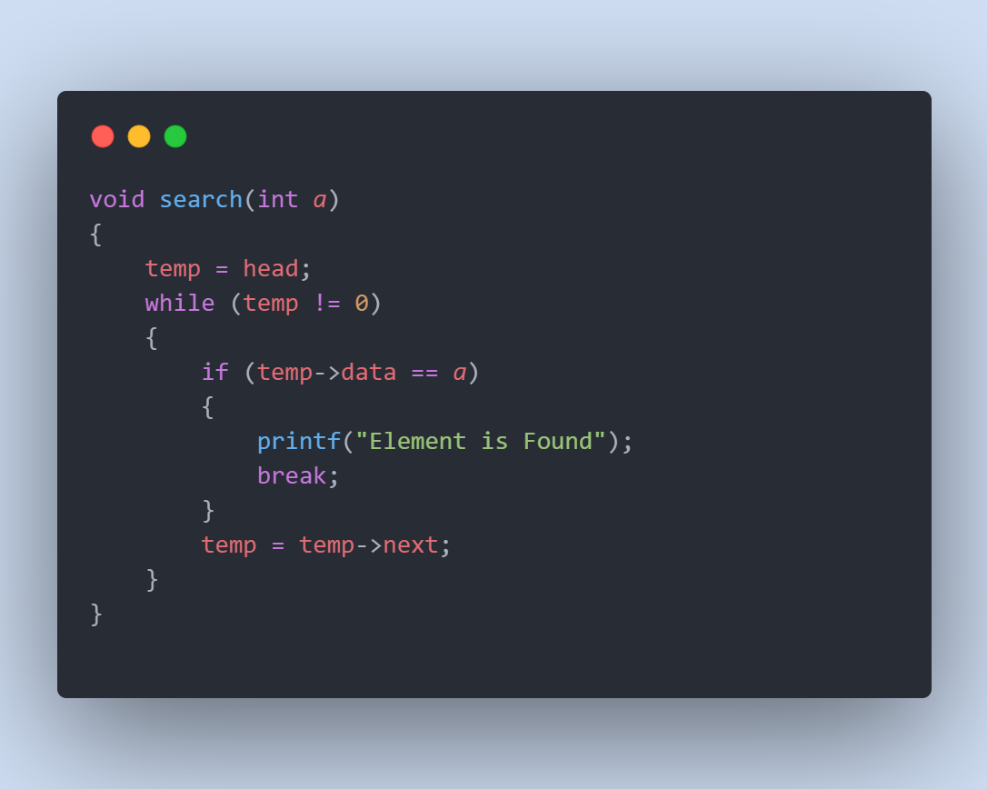 void search(int a)
{
    temp = head;
    while (temp != 0)
    {
        if (temp->data == a)
        {
            printf("Element is Found");
            break;
        }
        temp = temp->next;
    }
}